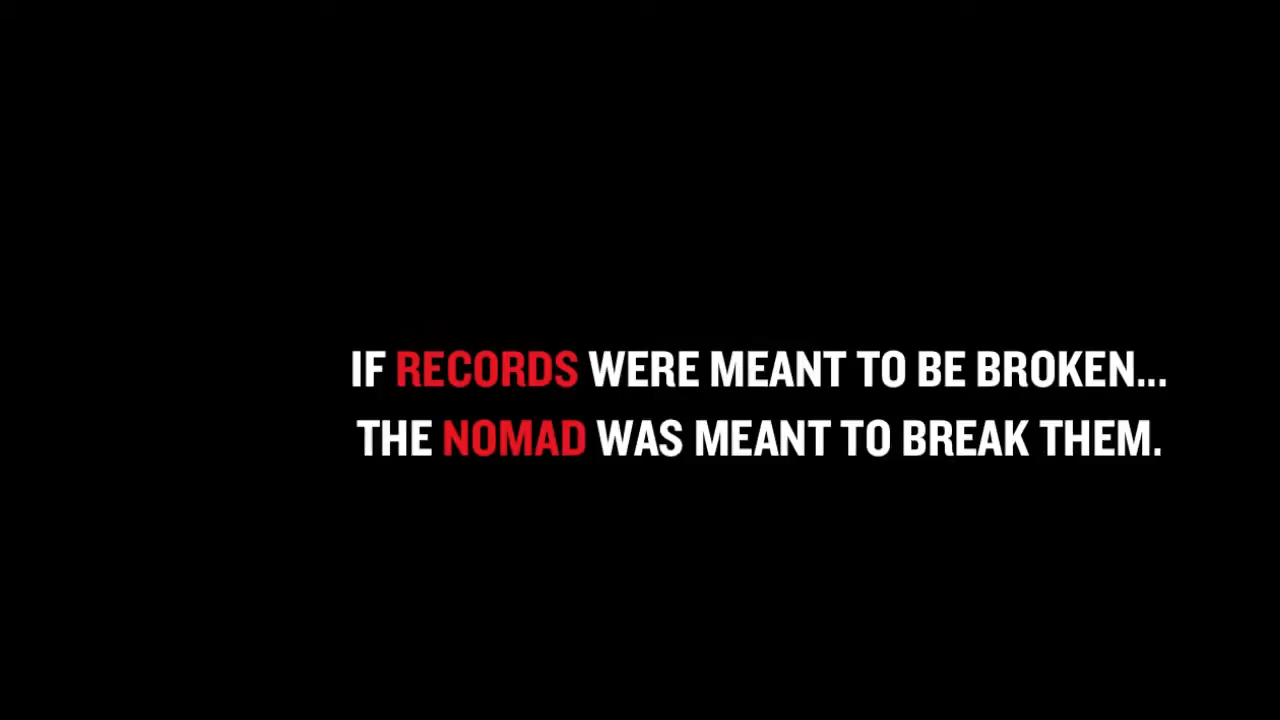 IF RECORDS WERE MEANT TO BE BROKEN...
THE NOMAD WAS MEANT TO BREAK THEM.